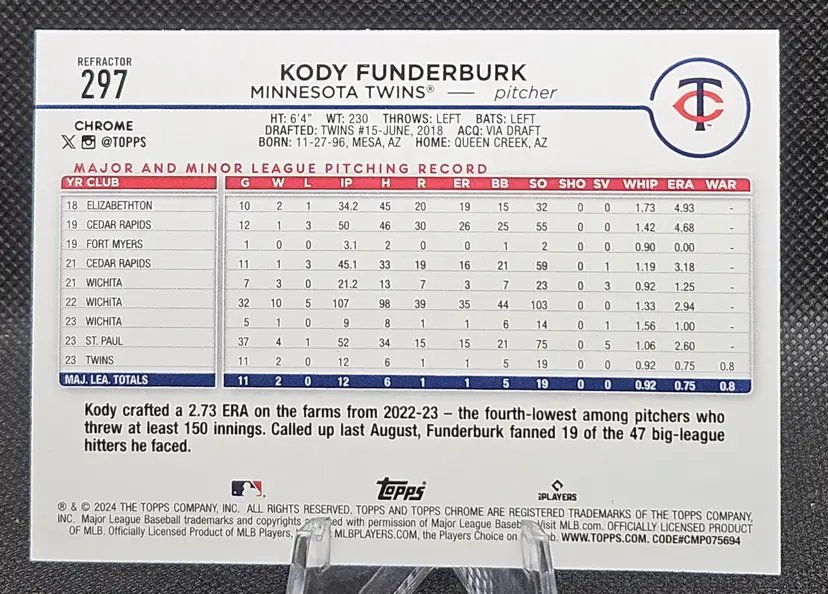 REFRACTOR
297
KODY FUNDERBURK
MINNESOTA TWINS® — pitcher
TC
CHROME
X @TOPPS
HT: 6'4" WT: 230 THROWS: LEFT BATS: LEFT
DRAFTED: TWINS #15-JUNE, 2018 ACQ: VIA DRAFT
BORN: 11-27-96, MESA, AZ HOME: QUEEN CREEK, AZ
MAJOR AND MINOR LEAGUE PITCHING RECORD
YR CLUB G W L IP H R ER BB SO SHO SV WHIP ERA WAR
18 ELIZABETHTON 10 2 1 34.2 45 20 19 15 32 0 0 1.73 4.93 -
19 CEDAR RAPIDS 12 1 3 50 46 30 26 25 55 0 0 1.42 4.68 -
19 FORT MYERS 1 0 0 3.1 2 0 0 1 2 0 0 0.90 0.00 -
21 CEDAR RAPIDS 11 1 3 45.1 33 19 16 21 59 0 1 1.19 3.18 -
21 WICHITA 7 3 0 21.2 13 7 3 7 23 0 3 0.92 1.25 -
22 WICHITA 32 10 5 107 98 39 35 44 103 0 0 1.33 2.94 -
23 WICHITA 5 1 0 9 8 1 1 6 14 0 1 1.56 1.00 -
23 ST. PAUL 37 4 1 52 34 15 15 21 75 0 5 1.06 2.60 -
23 TWINS 11 2 0 12 6 1 1 5 19 0 0 0.92 0.75 0.8
MAJ. LEA. TOTALS 11 2 0 12 6 1 1 5 19 0 0 0.92 0.75 0.8
Kody crafted a 2.73 ERA on the farms from 2022-23 – the fourth-lowest among pitchers who
threw at least 150 innings. Called up last August, Funderburk fanned 19 of the 47 big-league
hitters he faced.
topps
PLAYERS
® & © 2024 THE TOPPS COMPANY, INC. ALL RIGHTS RESERVED. TOPPS AND TOPPS CHROME ARE REGISTERED TRADEMARKS OF THE TOPPS COMPANY,
INC. Major League Baseball trademarks and copyrights with permission of Major League Visit MLB.com. OFFICIALLY LICENSED PRODUCT
OF MLB. Officially Licensed Product of MLB Players, MLBPLAYERS.com, the Players Choice on WWW.TOPPS.COM. CODE#CMP075694